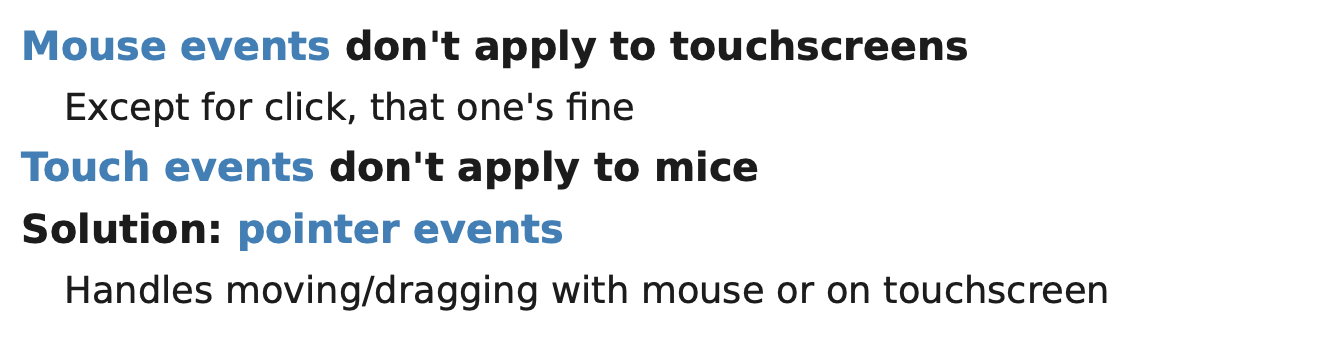 Mouse events don't apply to touchscreens
Except for click, that one's fine
Touch events don't apply to mice
Solution: pointer events
Handles moving/dragging with mouse or on touchscreen